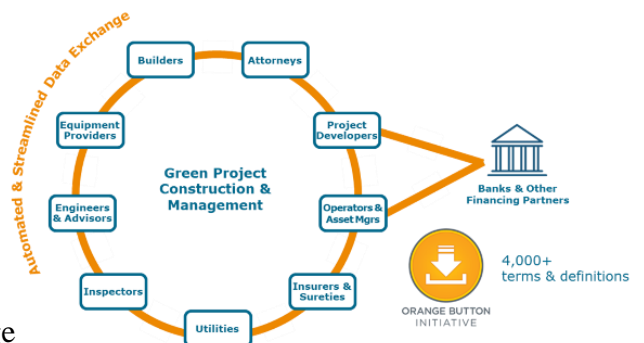 Automated & Streamlined Data Exchange
Builders
Attorneys
Equipment
Providers
Project
Developers
Green Project
Construction &
Management
Banks & Other
Financing Partners
Engineers
& Advisors
Operators &
Asset Mgrs
4,000+
terms & definitions
Inspectors
Insurers &
Sureties
ORANGE BUTTON
INITIATIVE
Utilities
re